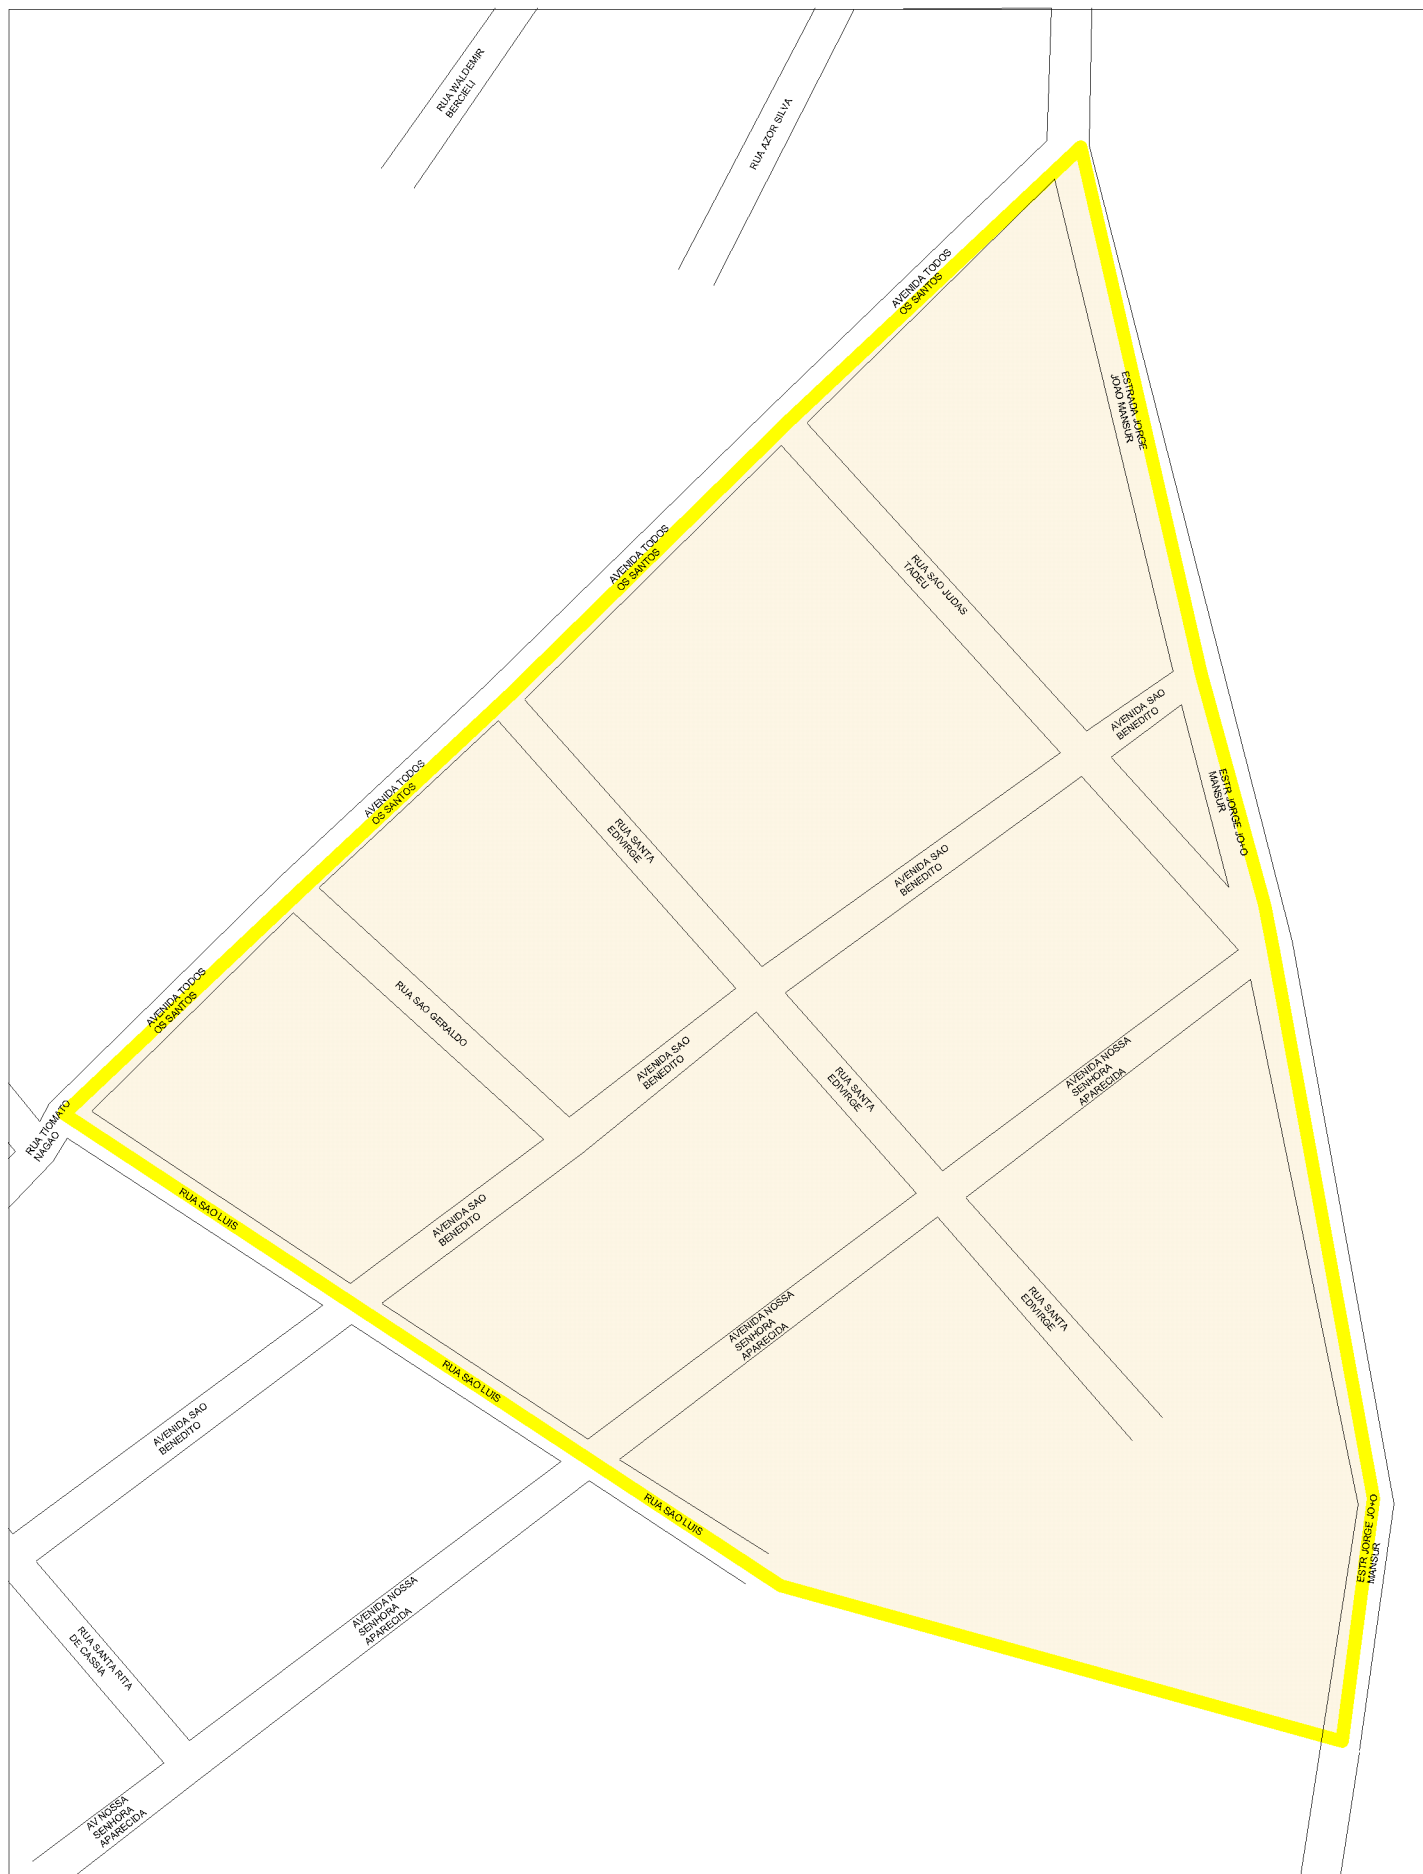 RUA WALDEMIR
BERCIELI
RUA AZOR SILVA
AVENIDA TODOS
OS SANTOS
ESTRADA JORGE
JOAO MANSUR
AVENIDA TODOS
OS SANTOS
RUA SAO JUDAS
TADEU
AVENIDA SAO
BENEDITO
AVENIDA TODOS
OS SANTOS
ESTR JORGE JO+O
MANSUR
RUA SANTA
EDIVIRGE
AVENIDA SAO
BENEDITO
AVENIDA TODOS
OS SANTOS
RUA SAO GERALDO
AVENIDA SAO
BENEDITO
RUA SANTA
EDIVIRGE
AVENIDA NOSSA
SENHORA
APARECIDA
RUA TIOMATO
NAGAO
RUA SAO LUIS
AVENIDA SAO
BENEDITO
AVENIDA NOSSA
SENHORA
APARECIDA
RUA SANTA
EDIVIRGE
RUA SAO LUIS
AVENIDA SAO
BENEDITO
RUA SAO LUIS
ESTR JORGE JO+O
MANSUR
AVENIDA NOSSA
SENHORA
APARECIDA
RUA SANTA RITA
DE CASSIA
AV NOSSA
SENHORA
APARECIDA